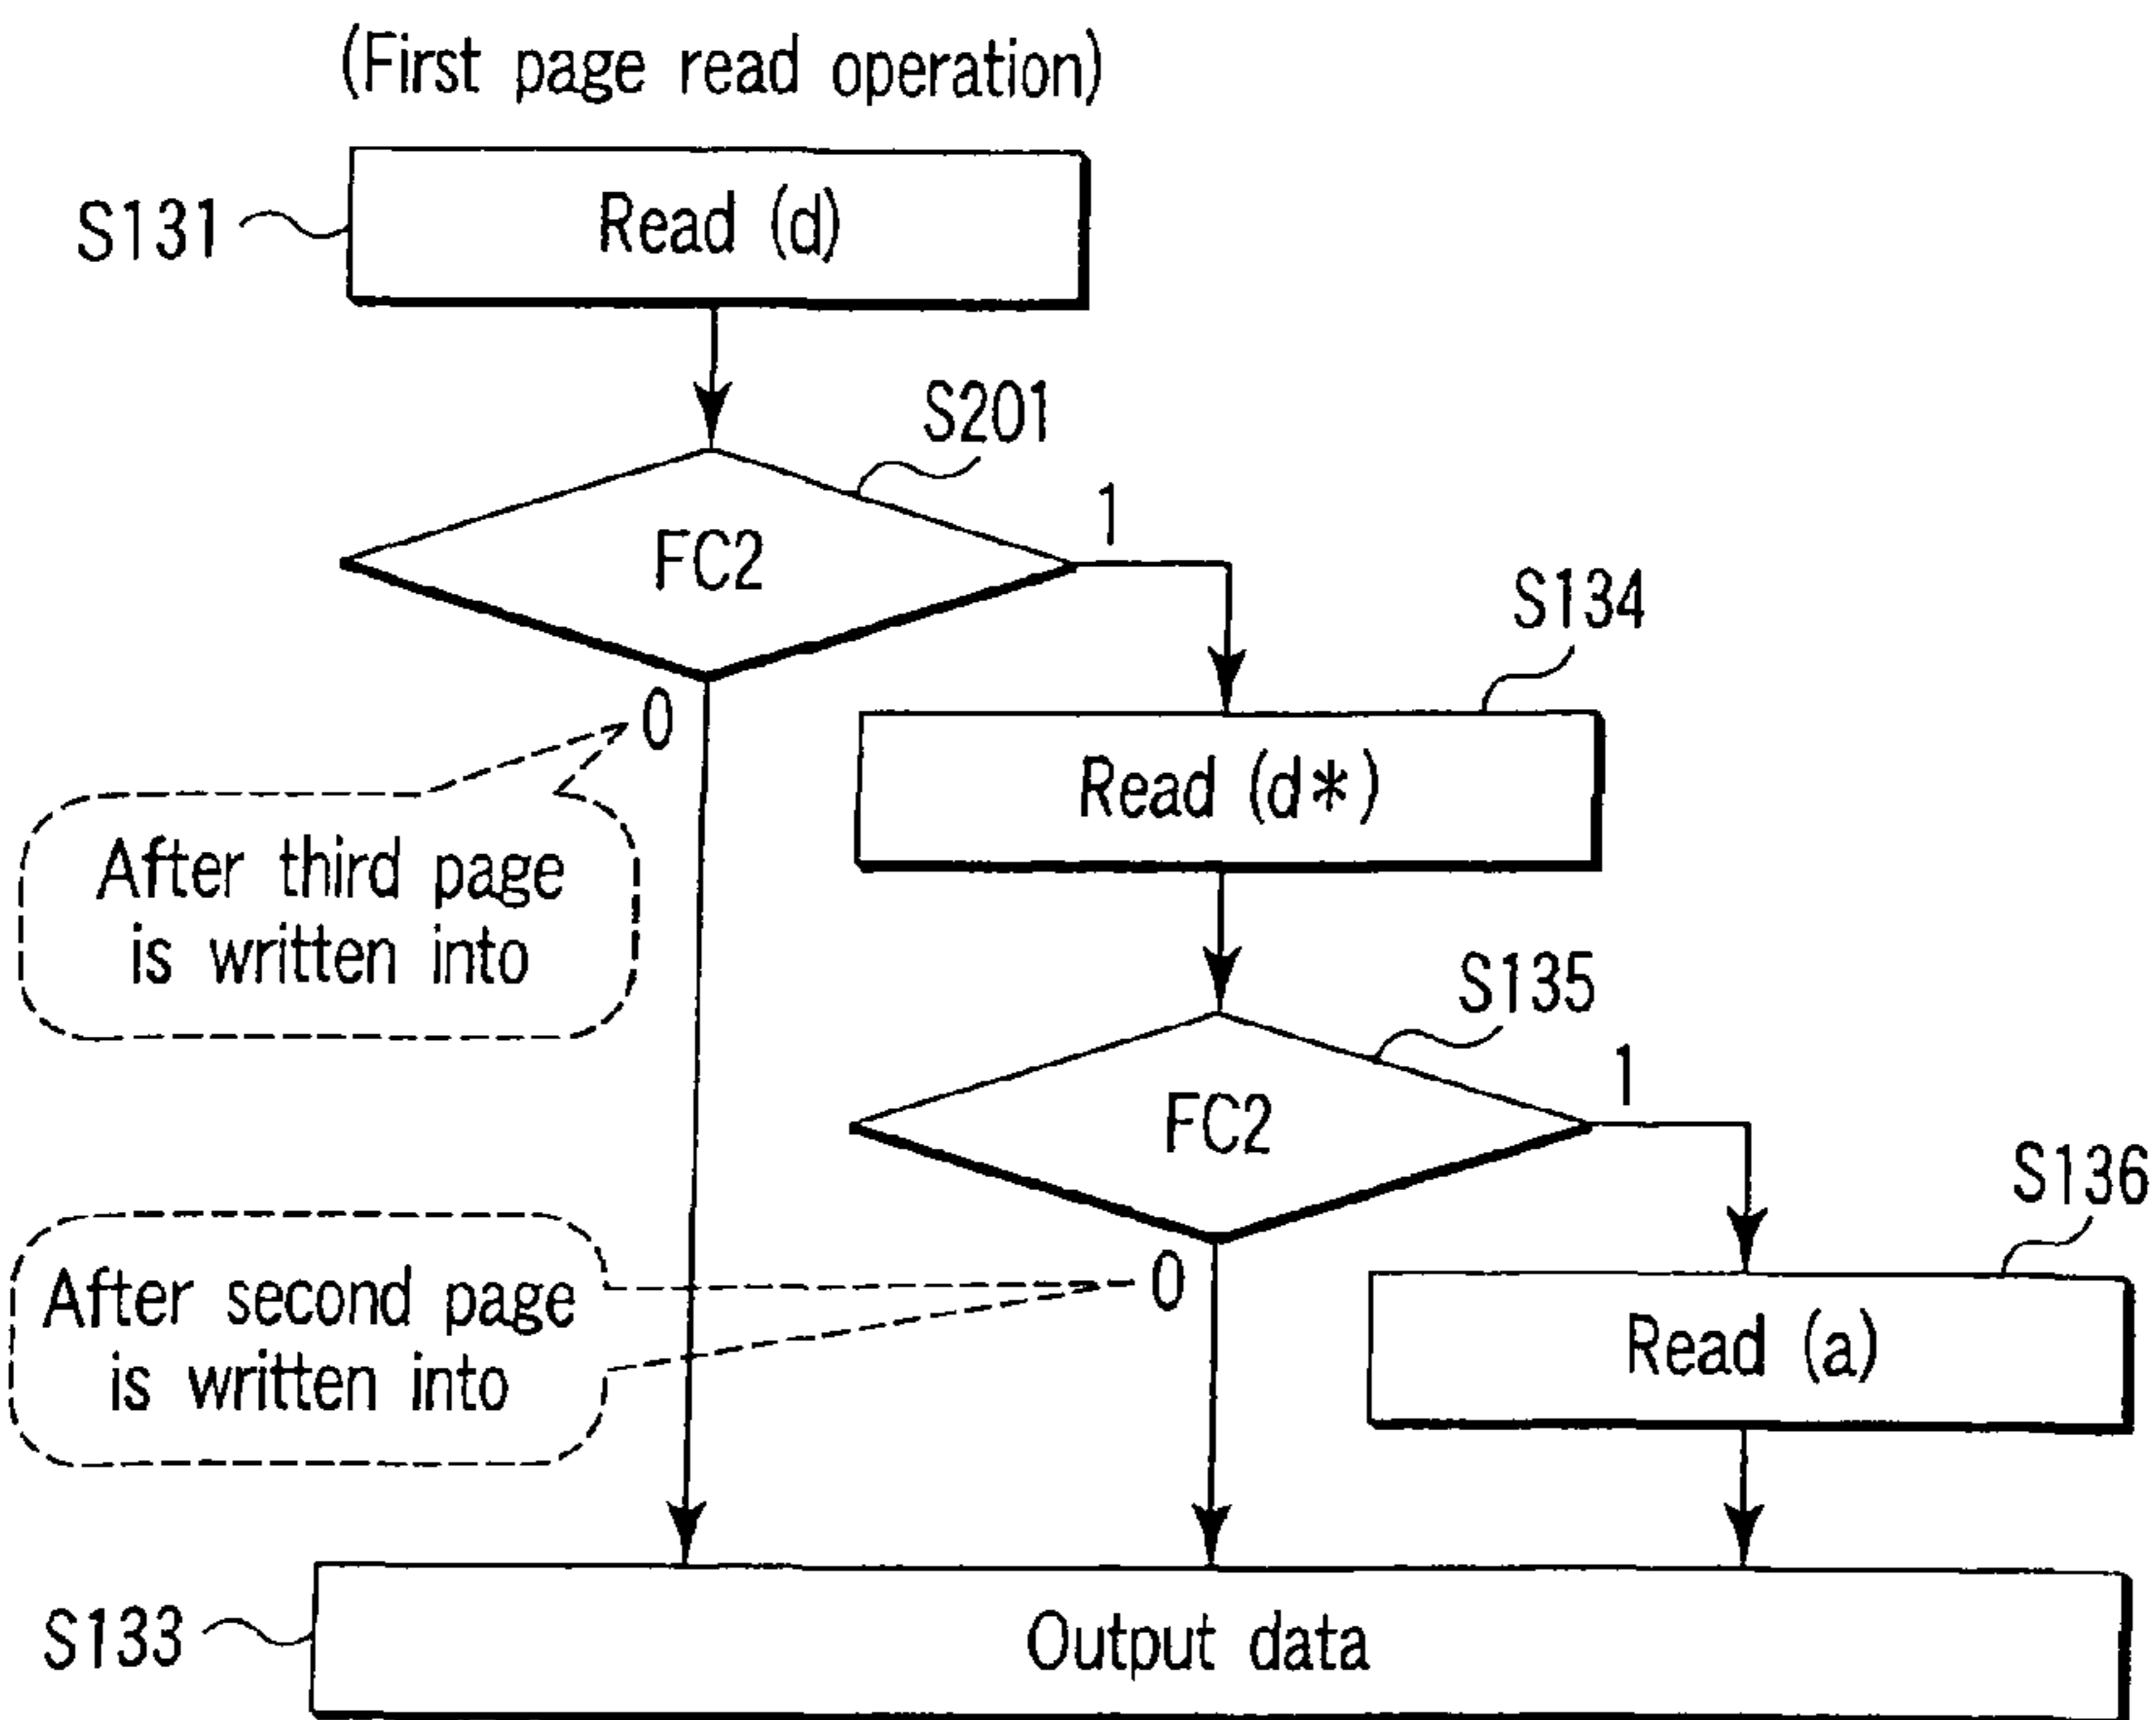 (First page read operation)
S131
Read (d)
S201
FC2
1
0
S134
Read (d*)
After third page
is written into
S135
FC2
1
0
S136
Read (a)
After second page
is written into
S133
Output data